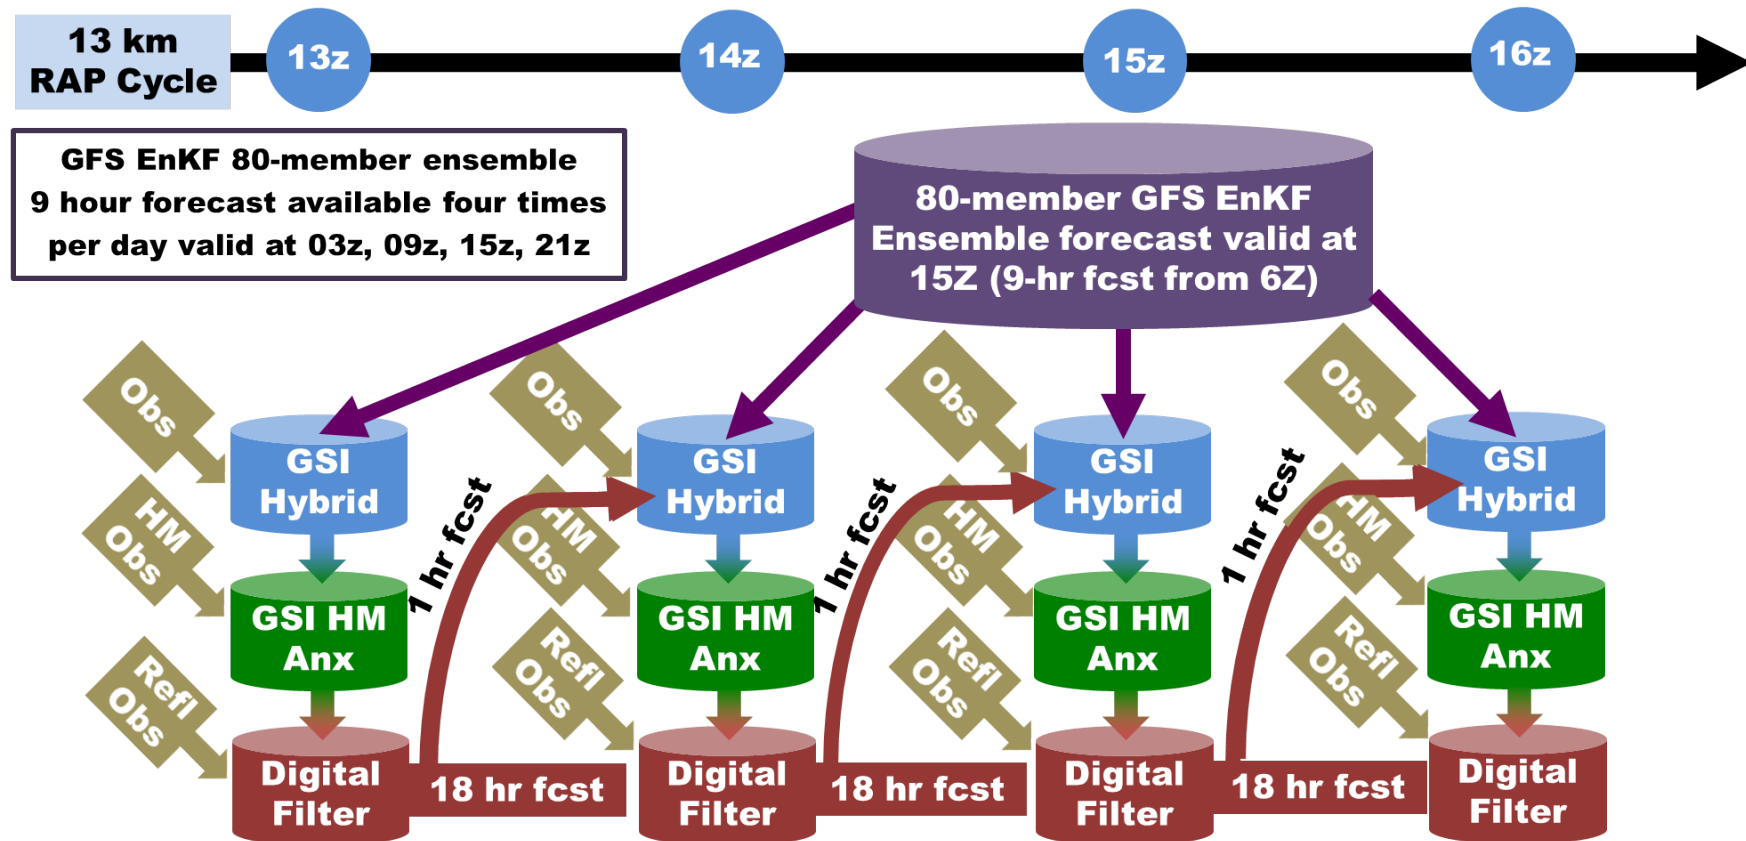 13 km
RAP Cycle
13z
14z
15z
16z
GFS EnKF 80-member ensemble
9 hour forecast available four times
per day valid at 03z, 09z, 15z, 21z
80-member GFS EnKF
Ensemble forecast valid at
15Z (9-hr fcst from 6Z)
Obs
GSI
Hybrid
HM
Obs
GSI HM
Anx
Refl
Obs
Digital
Filter
1 hr fcst
18 hr fcst
Obs
GSI
Hybrid
HM
Obs
GSI HM
Anx
Refl
Obs
Digital
Filter
1 hr fcst
18 hr fcst
Obs
GSI
Hybrid
HM
Obs
GSI HM
Anx
Refl
Obs
Digital
Filter
1 hr fcst
18 hr fcst
Obs
GSI
Hybrid
HM
Obs
GSI HM
Anx
Refl
Obs
Digital
Filter